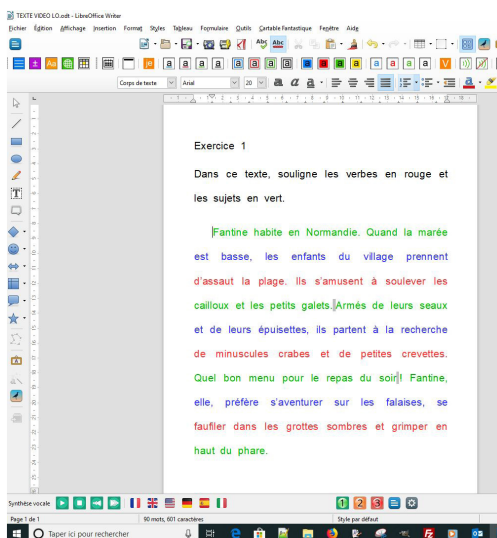 TEXTE VIDEO LO.odt - LibreOffice Writer
Fichier Édition Affichage Insertion Format Styles Tableau Formulaire Outils Cartable Fantastique Fenêtre Aide
Corps de texte Arial 20
Exercice 1
Dans ce texte, souligne les verbes en rouge et
les sujets en vert.
Fantine habite en Normandie. Quand la marée
est basse, les enfants du village prennent
d'assaut la plage. Ils s'amusent à soulever les
cailloux et les petits galets. Armés de leurs seaux
et de leurs épuisettes, ils partent à la recherche
de minuscules crabes et de petites crevettes.
Quel bon menu pour le repas du soir ! Fantine,
elle, préfère s'aventurer sur les falaises, se
faufiler dans les grottes sombres et grimper en
haut du phare.
Synthèse vocale 1 2 3
Page 1 de 1 90 mots, 601 caractères Style par défaut
Taper ici pour rechercher